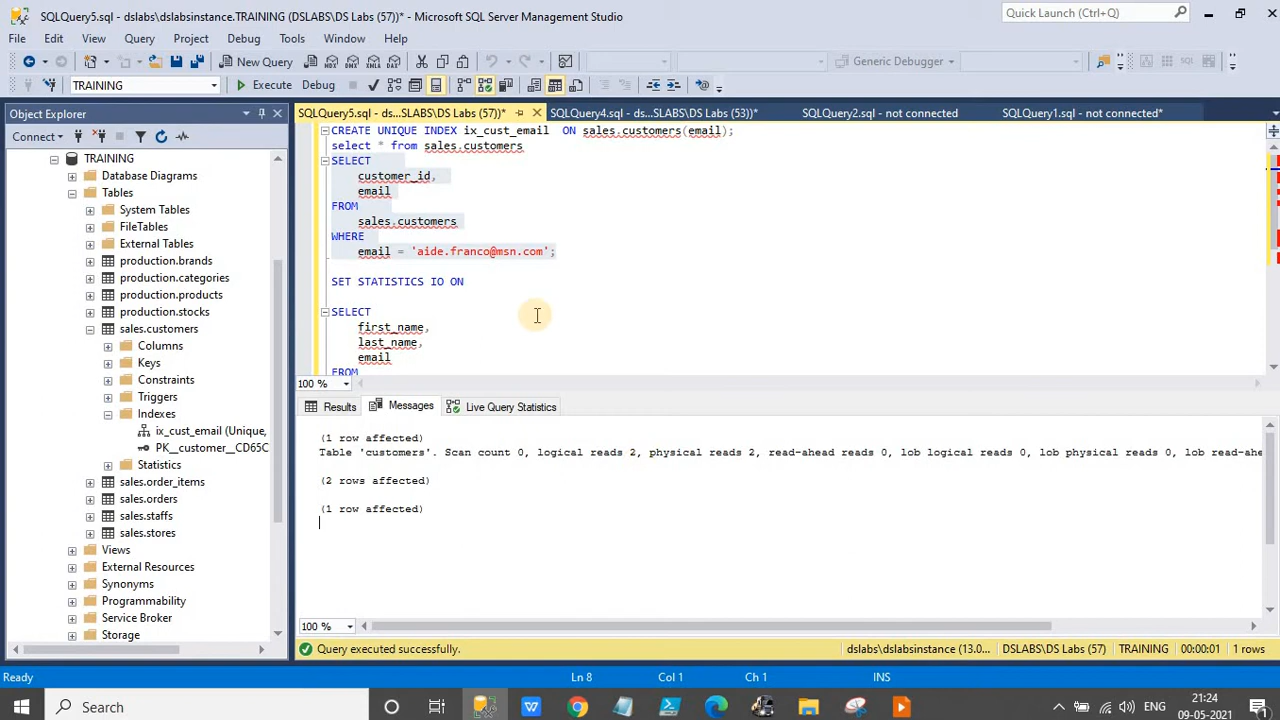 SQLQuery5.sql - dslabs\dslabsinstance.TRAINING (DSLABS\DS Labs (57))* - Microsoft SQL Server Management Studio
Quick Launch (Ctrl+Q)
File Edit View Query Project Debug Tools Window Help
New Query MDX DMX XMLA DAX Generic Debugger
TRAINING Execute Debug
Object Explorer
SQLQuery5.sql - ds...SLABS\DS Labs (57))* SQLQuery4.sql - ds...SLABS\DS Labs (53))* SQLQuery2.sql - not connected SQLQuery1.sql - not connected*
Connect
TRAINING
Database Diagrams
Tables
System Tables
FileTables
External Tables
production.brands
production.categories
production.products
production.stocks
sales.customers
Columns
Keys
Constraints
Triggers
Indexes
ix_cust_email (Unique,
PK__customer__CD65C
Statistics
sales.order_items
sales.orders
sales.staffs
sales.stores
Views
External Resources
Synonyms
Programmability
Service Broker
Storage
CREATE UNIQUE INDEX ix_cust_email ON sales.customers(email);
select * from sales.customers
SELECT
customer_id,
email
FROM
sales.customers
WHERE
email = 'aide.franco@msn.com';
SET STATISTICS IO ON
SELECT
first_name,
last_name,
email
FROM
100 %
Results Messages Live Query Statistics
(1 row affected)
Table 'customers'. Scan count 0, logical reads 2, physical reads 2, read-ahead reads 0, lob logical reads 0, lob physical reads 0, lob read-ahea
(2 rows affected)
(1 row affected)
100 %
Query executed successfully. dslabs\dslabsinstance (13.0... DSLABS\DS Labs (57) TRAINING 00:00:01 1 rows
Ready Ln 8 Col 1 Ch 1 INS
Search
W
ENG
21:24
09-05-2021
1